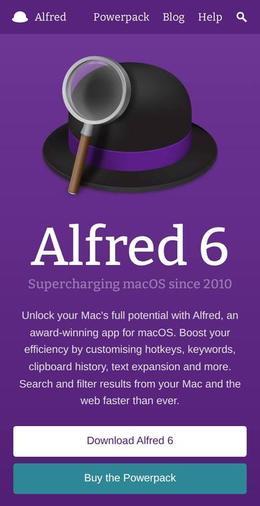 Alfred Powerpack Blog Help
Alfred 6
Supercharging macOS since 2010
Unlock your Mac's full potential with Alfred, an
award-winning app for macOS. Boost your
efficiency by customising hotkeys, keywords,
clipboard history, text expansion and more.
Search and filter results from your Mac and the
web faster than ever.
Download Alfred 6
Buy the Powerpack